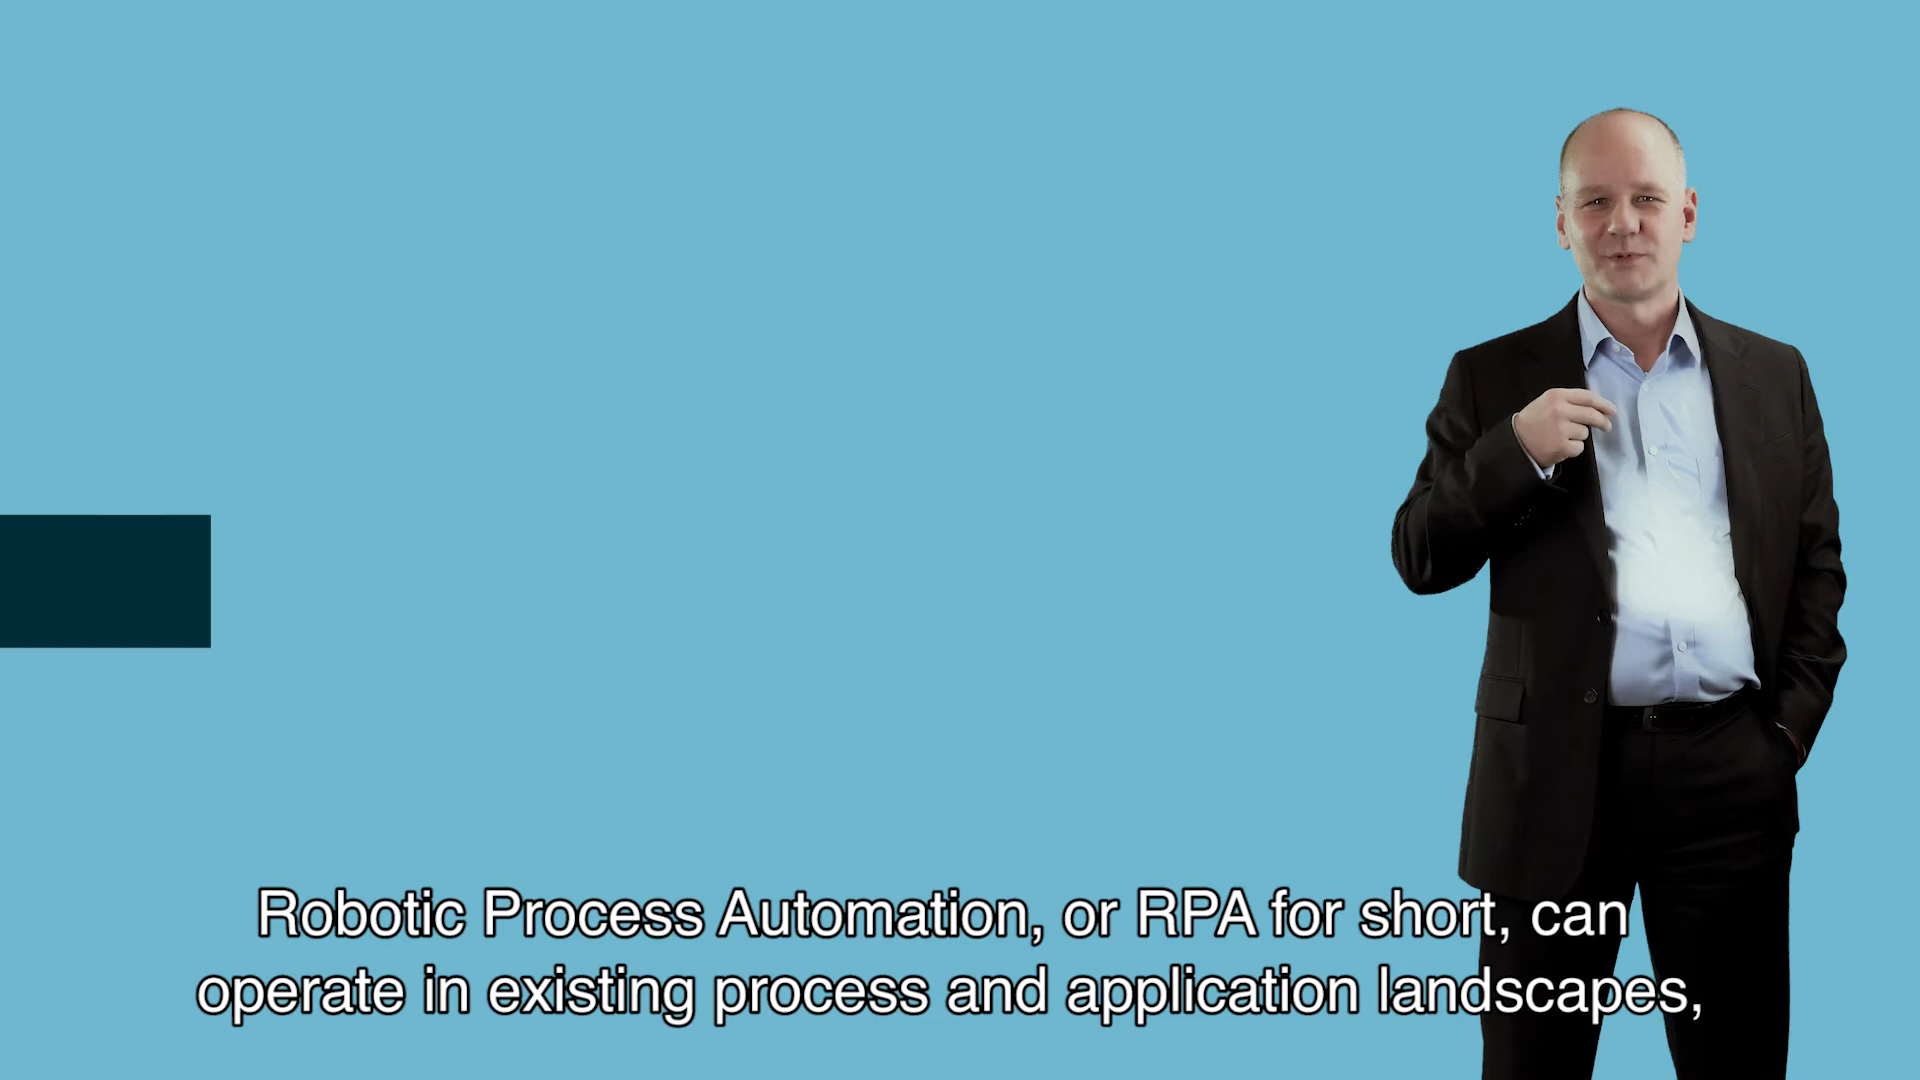 Robotic Process Automation, or RPA for short, can
operate in existing process and application landscapes,